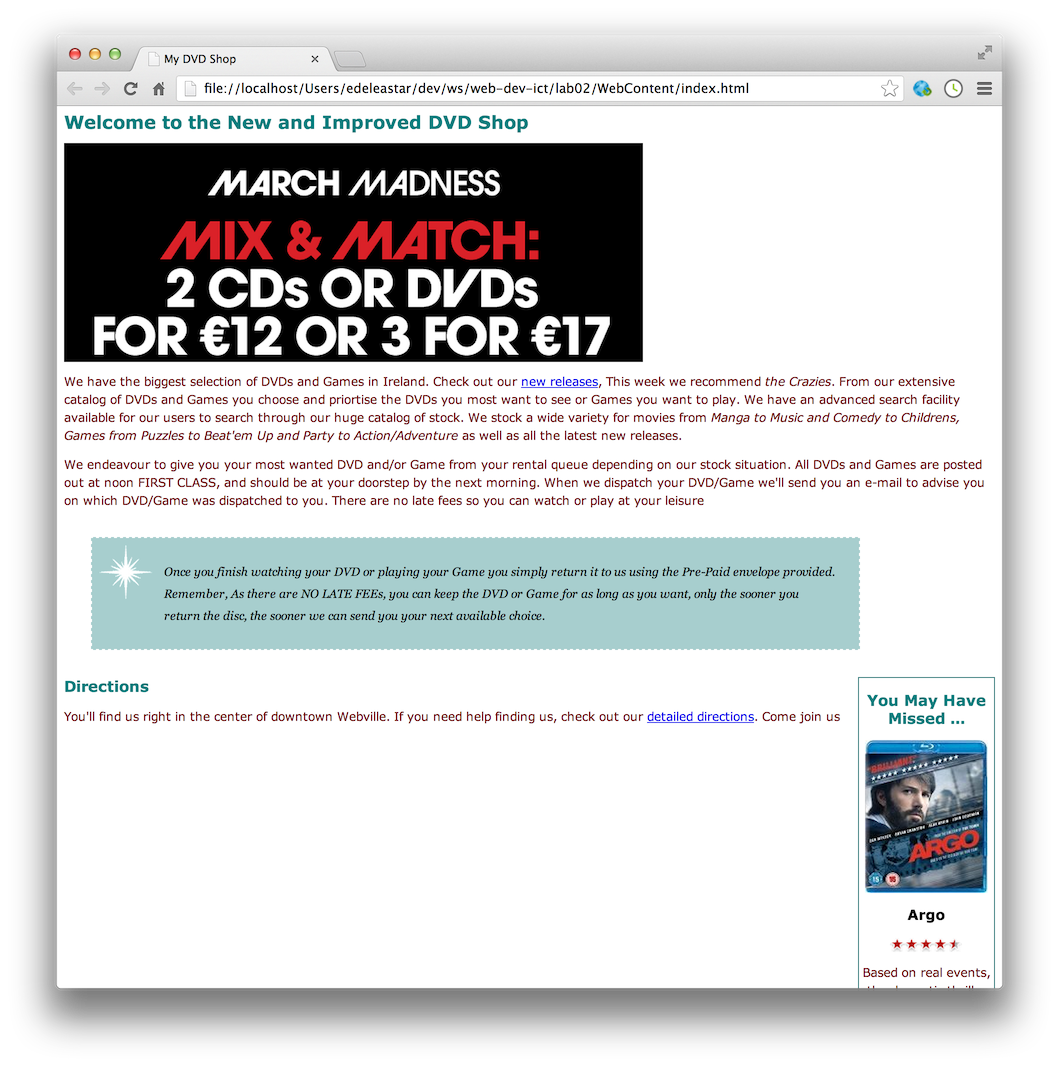 My DVD Shop
file://localhost/Users/edeleastar/dev/ws/web-dev-ict/lab02/WebContent/index.html
Welcome to the New and Improved DVD Shop
MARCH MADNESS
MIX & MATCH:
2 CDs OR DVDs
FOR €12 OR 3 FOR €17
We have the biggest selection of DVDs and Games in Ireland. Check out our new releases, This week we recommend the Crazies. From our extensive
catalog of DVDs and Games you choose and priortise the DVDs you most want to see or Games you want to play. We have an advanced search facility
available for our users to search through our huge catalog of stock. We stock a wide variety for movies from Manga to Music and Comedy to Childrens,
Games from Puzzles to Beat'em Up and Party to Action/Adventure as well as all the latest new releases.
We endeavour to give you your most wanted DVD and/or Game from your rental queue depending on our stock situation. All DVDs and Games are posted
out at noon FIRST CLASS, and should be at your doorstep by the next morning. When we dispatch your DVD/Game we'll send you an e-mail to advise you
on which DVD/Game was dispatched to you. There are no late fees so you can watch or play at your leisure
Once you finish watching your DVD or playing your Game you simply return it to us using the Pre-Paid envelope provided.
Remember, As there are NO LATE FEEs, you can keep the DVD or Game for as long as you want, only the sooner you
return the disc, the sooner we can send you your next available choice.
Directions
You'll find us right in the center of downtown Webville. If you need help finding us, check out our detailed directions. Come join us
You May Have
Missed ...
ARGO
15
Argo
Based on real events,